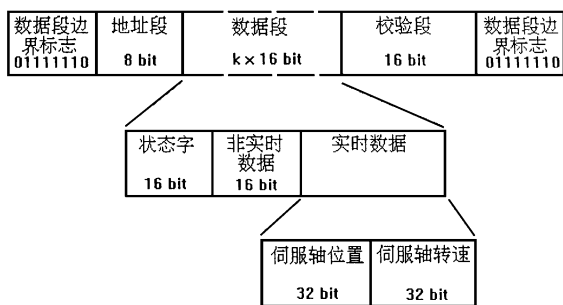 数据段边
界标志
01111110
地址段
8 bit
数据段
k × 16 bit
校验段
16 bit
数据段边
界标志
01111110
状态字
16 bit
非实时
数据
16 bit
实时数据
伺服轴位置
32 bit
伺服轴转速
32 bit